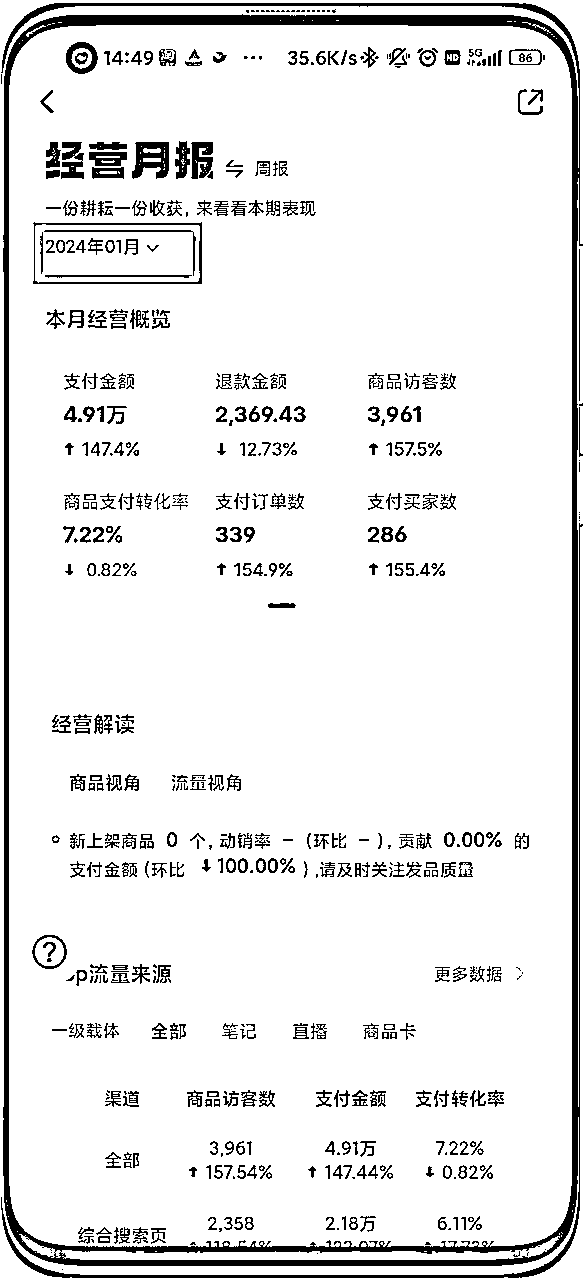 14:49 ··· 35.6K/s HD 5G 86
经营月报 ⇋ 周报
一份耕耘一份收获，来看看本期表现
2024年01月
本月经营概览
支付金额 退款金额 商品访客数
4.91万 2,369.43 3,961
↑ 147.4% ↓ 12.73% ↑ 157.5%
商品支付转化率 支付订单数 支付买家数
7.22% 339 286
↓ 0.82% ↑ 154.9% ↑ 155.4%
经营解读
商品视角 流量视角
新上架商品 0 个，动销率 － (环比 － )，贡献 0.00% 的
支付金额 (环比 ↓100.00% ) ,请及时关注发品质量
?
p流量来源 更多数据 >
一级载体 全部 笔记 直播 商品卡
渠道 商品访客数 支付金额 支付转化率
全部 3,961 4.91万 7.22%
↑ 157.54% ↑ 147.44% ↓ 0.82%
综合搜索页 2,358 2.18万 6.11%